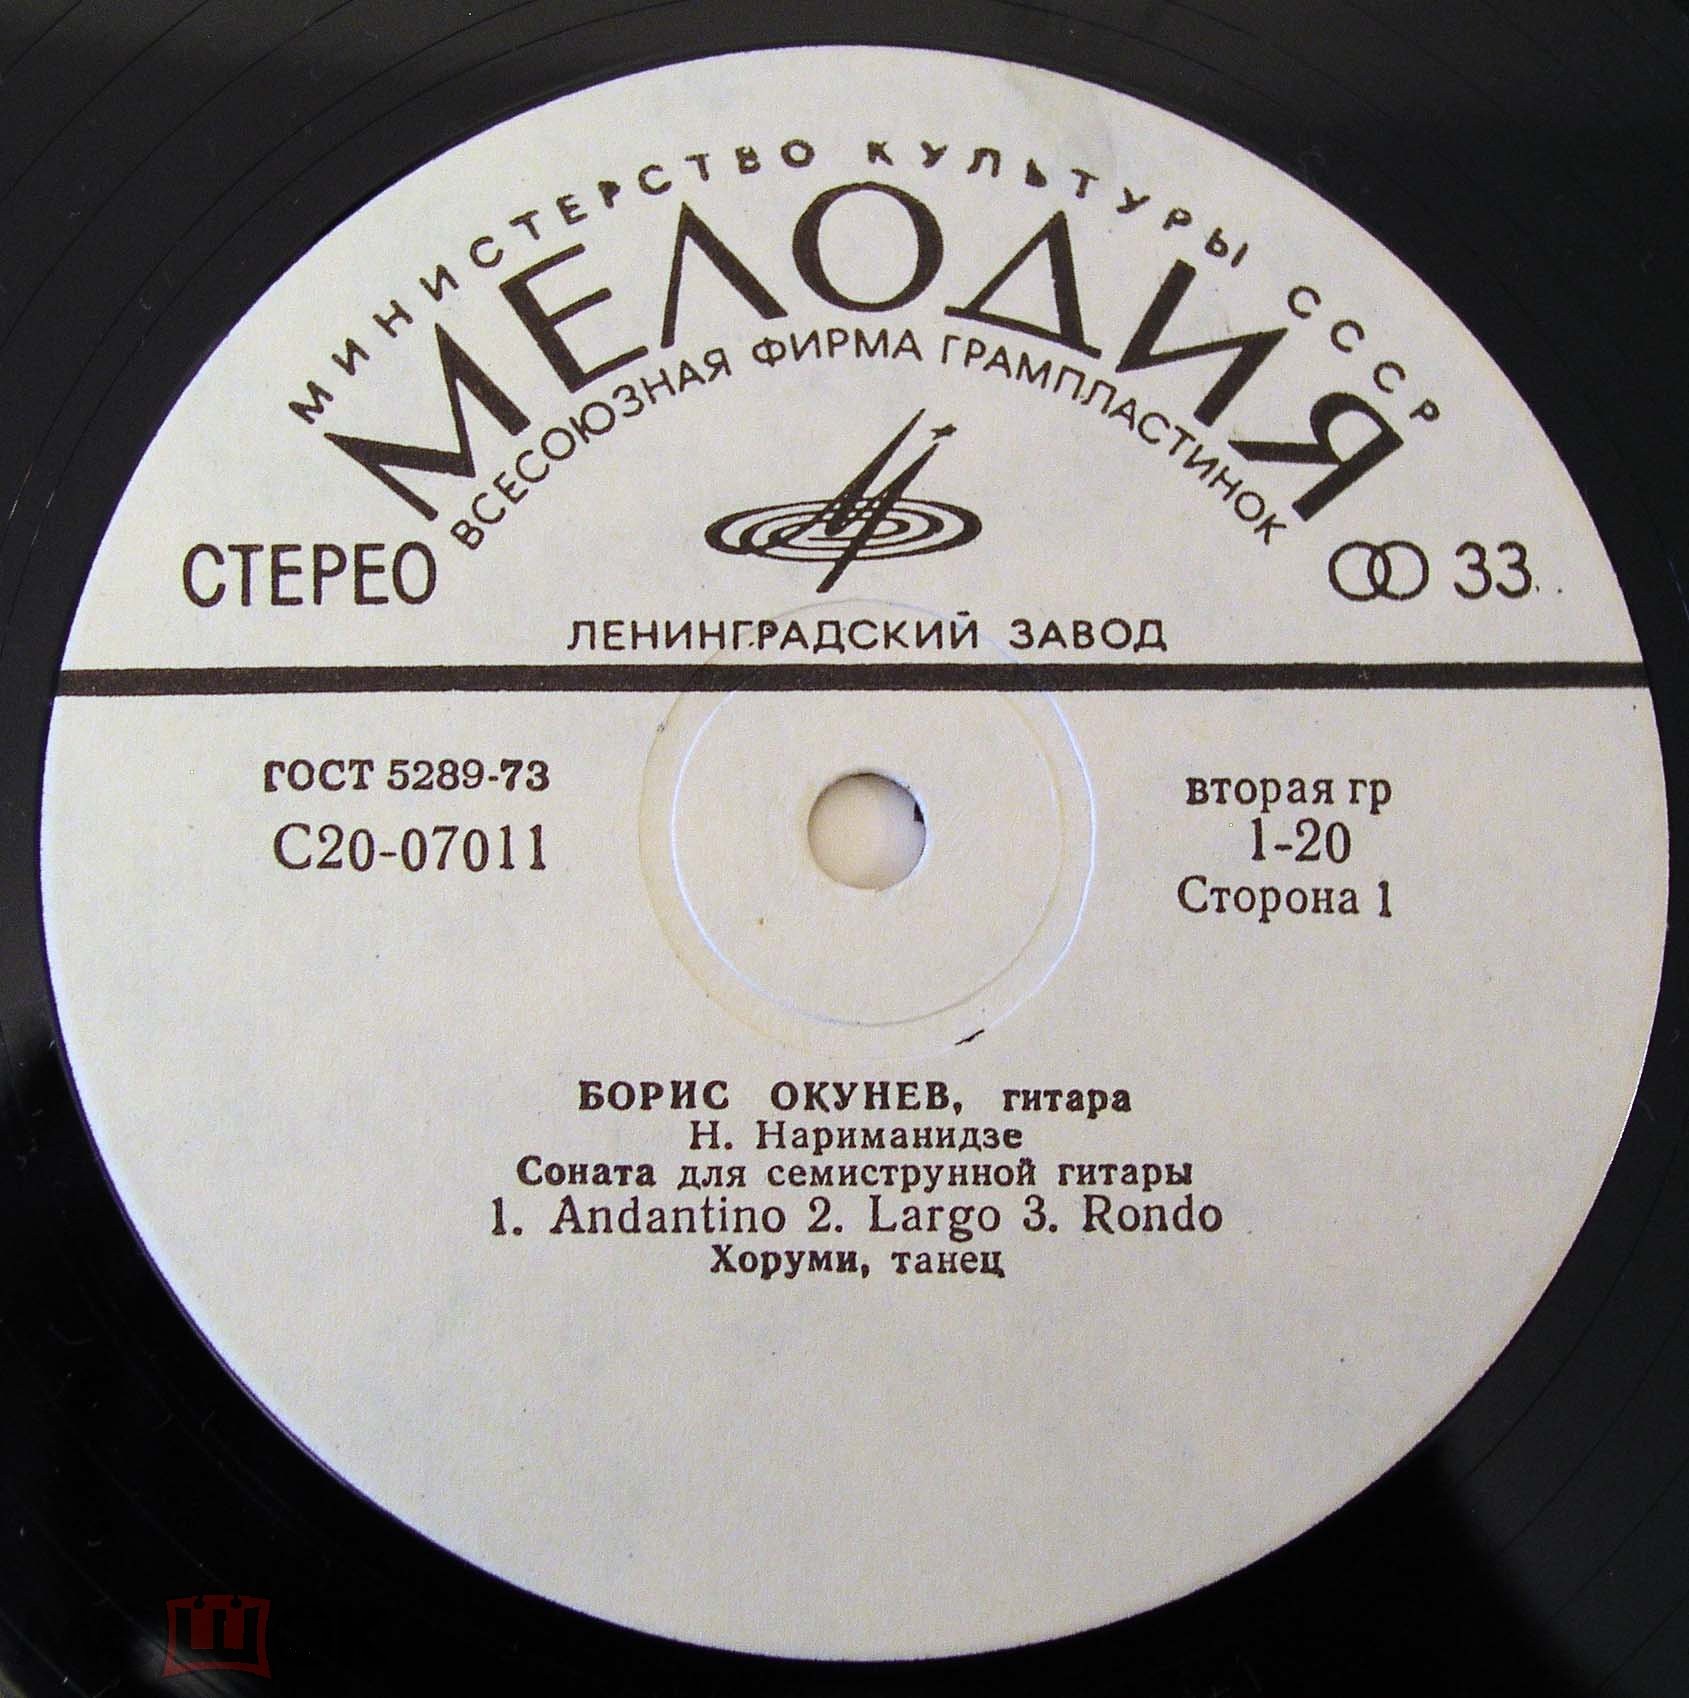 МИНИСТЕРСТВО КУЛЬТУРЫ СССР
МЕЛОДИЯ
ВСЕСОЮЗНАЯ ФИРМА ГРАМПЛАСТИНОК
СТЕРЕО
33
ЛЕНИНГРАДСКИЙ ЗАВОД
ГОСТ 5289-73
С20-07011
вторая гр
1-20
Сторона 1
БОРИС ОКУНЕВ, гитара
Н. Нариманидзе
Соната для семиструнной гитары
1. Andantino 2. Largo 3. Rondo
Хоруми, танец